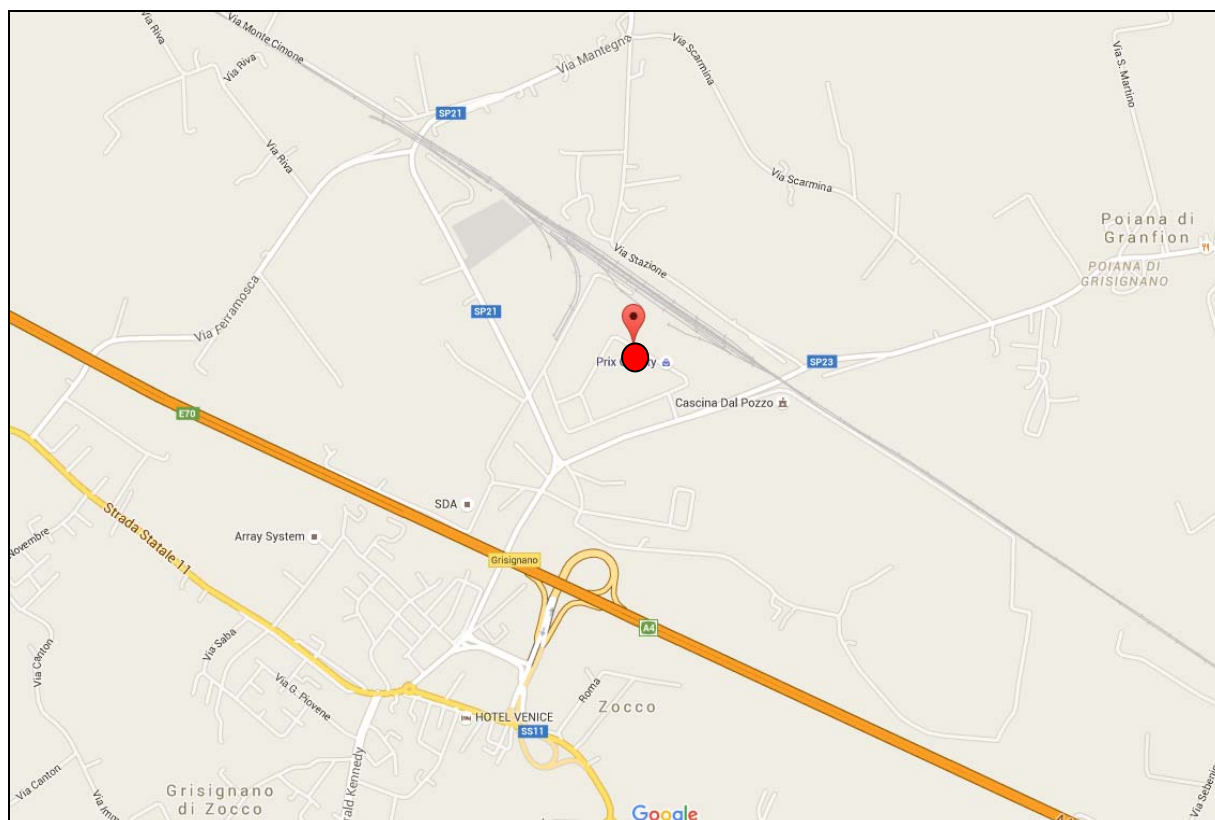 Via Monte Cimone
Via Riva
Via Riva
Via Mantegna
Via Scarmina
Via S. Martino
SP21
Via Riva
Via Scarmina
Poiana di
Granfion
Via Stazione
POIANA DI
GRISIGNANO
Via Ferramosca
SP21
Prix
SP23
Cascina Dal Pozzo
E70
SDA
Strada Statale 11
Array System
Novembre
Grisignano
A4
Via Saba
Via Canton
Via G. Piovene
Roma
Zocco
HOTEL VENICE
SS11
Via Canton
Grisignano
di Zocco
Kennedy
Google